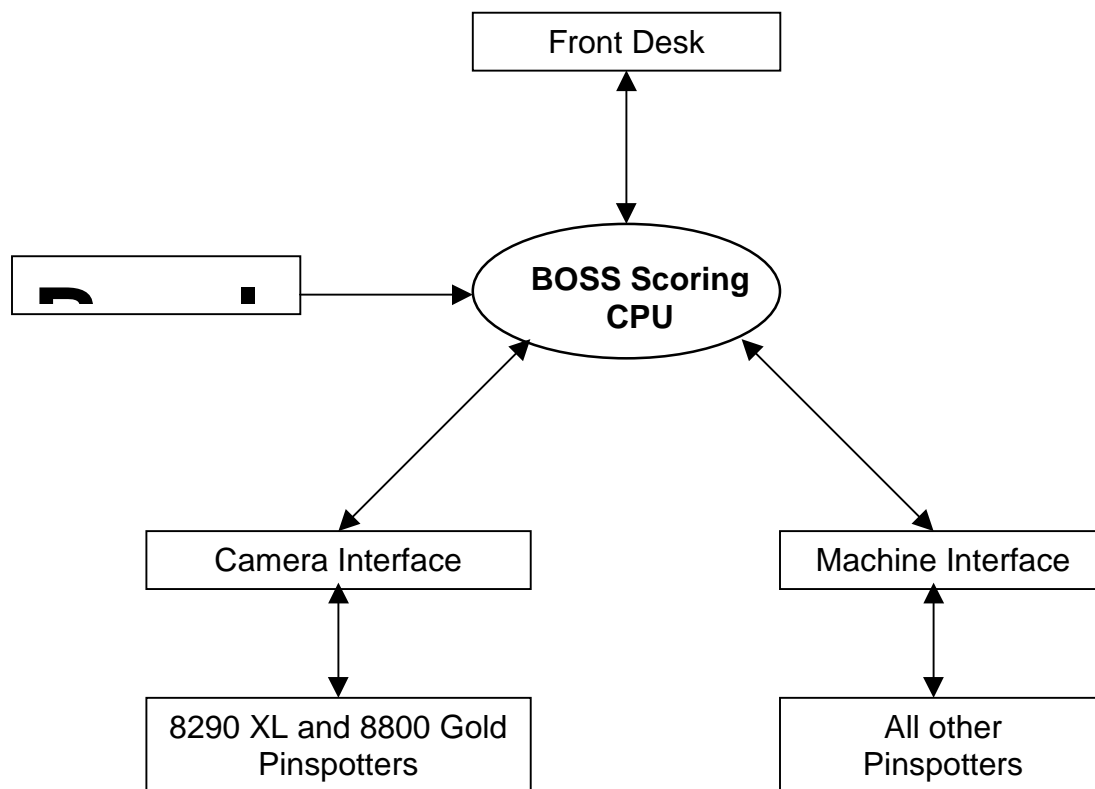 Front Desk
BOSS Scoring
CPU
Camera Interface
Machine Interface
8290 XL and 8800 Gold
Pinspotters
All other
Pinspotters